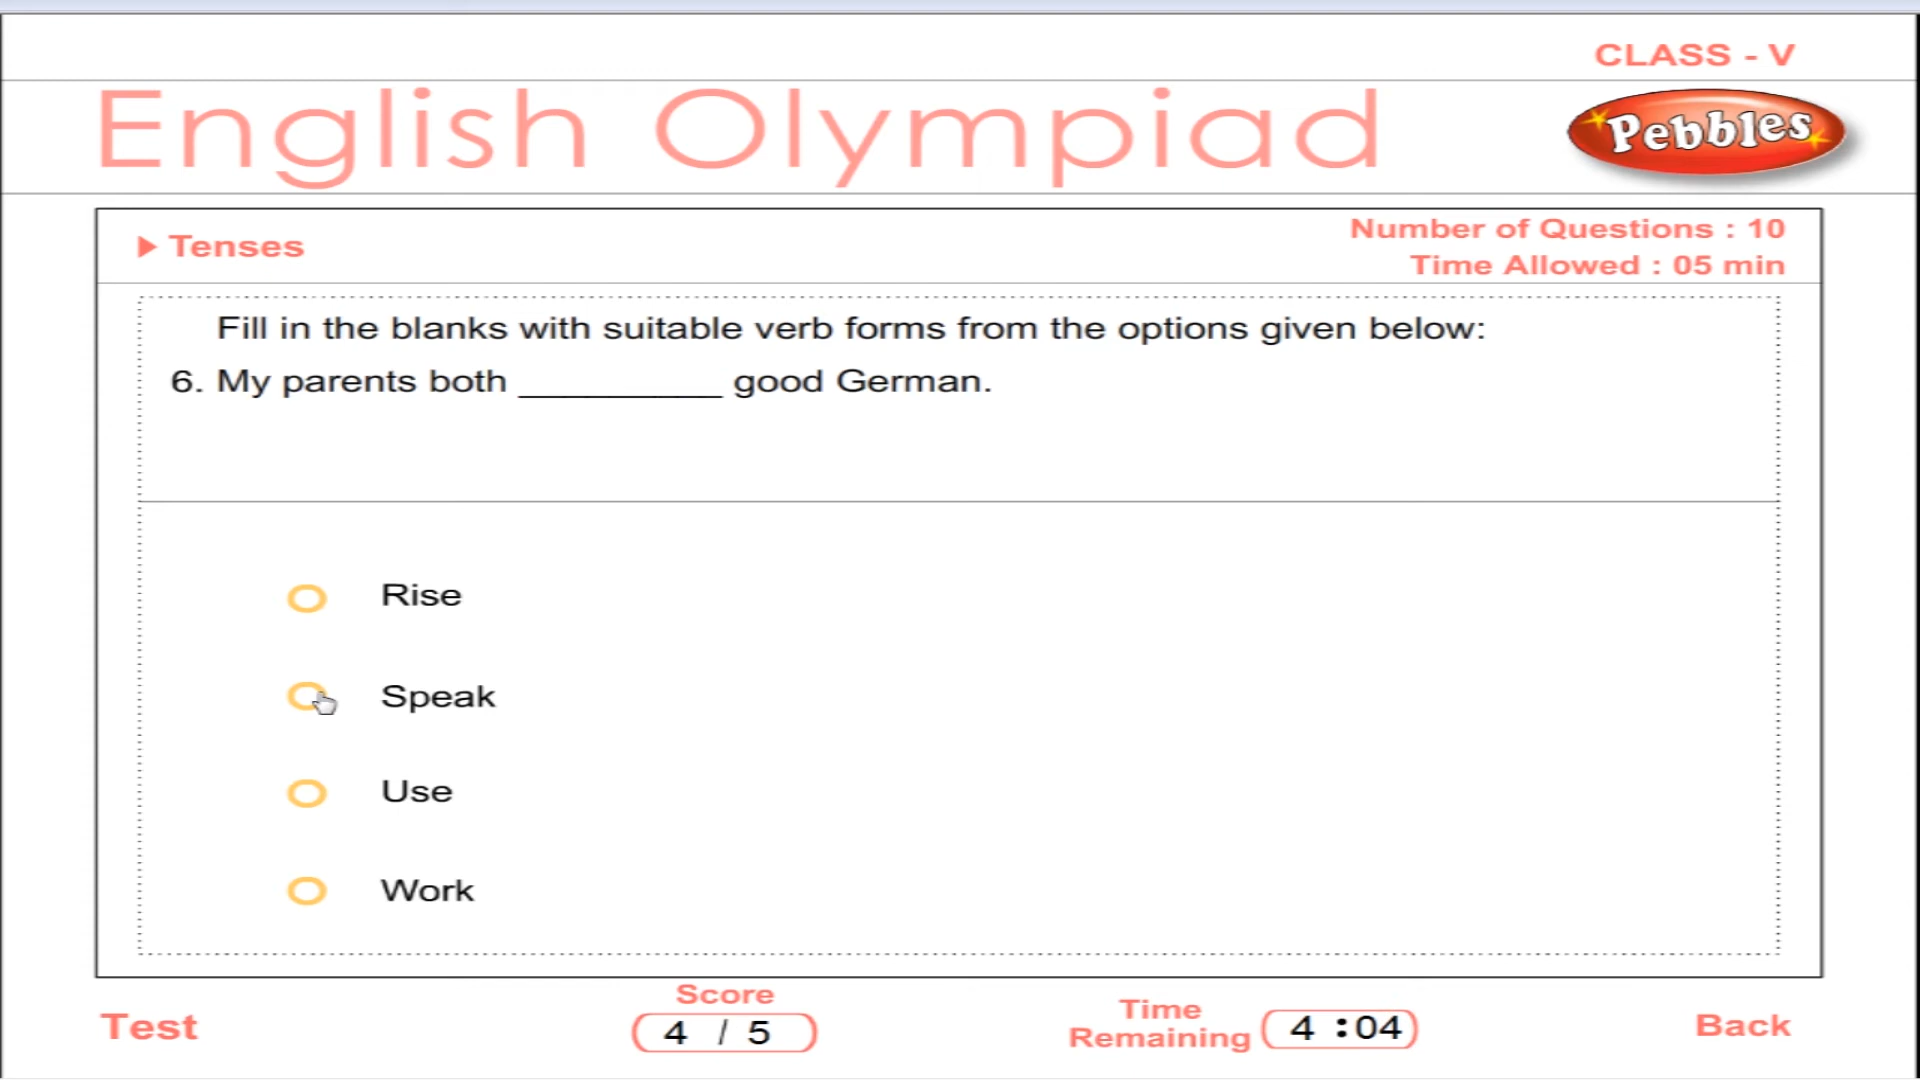 CLASS - V
English Olympiad
Pebbles
Tenses
Number of Questions : 10
Time Allowed : 05 min
Fill in the blanks with suitable verb forms from the options given below:
6. My parents both _________ good German.
Rise
Speak
Use
Work
Test
Score
4 / 5
Time
Remaining
4 :04
Back